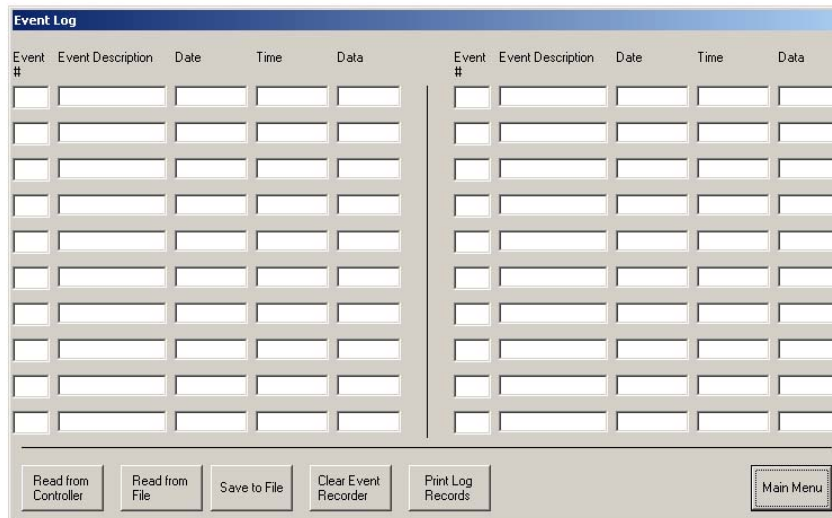 Event Log
Event # Event Description Date Time Data Event # Event Description Date Time Data
Read from Controller Read from File Save to File Clear Event Recorder Print Log Records Main Menu